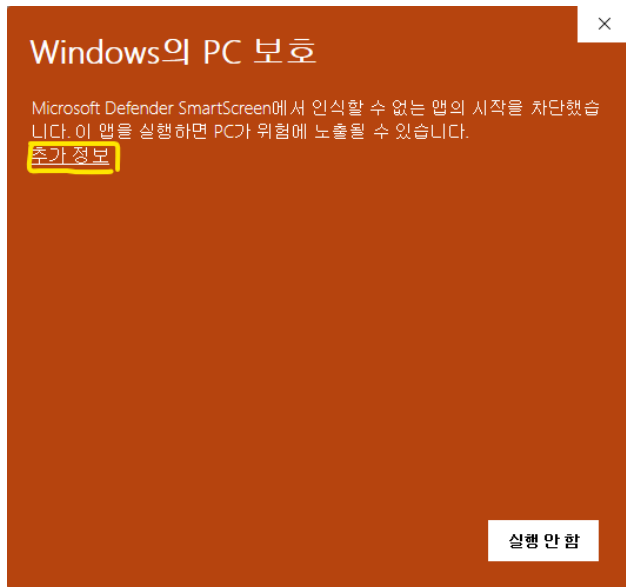 Windows의 PC 보호
Microsoft Defender SmartScreen에서 인식할 수 없는 앱의 시작을 차단했습
니다. 이 앱을 실행하면 PC가 위험에 노출될 수 있습니다.
추가 정보
실행 안 함